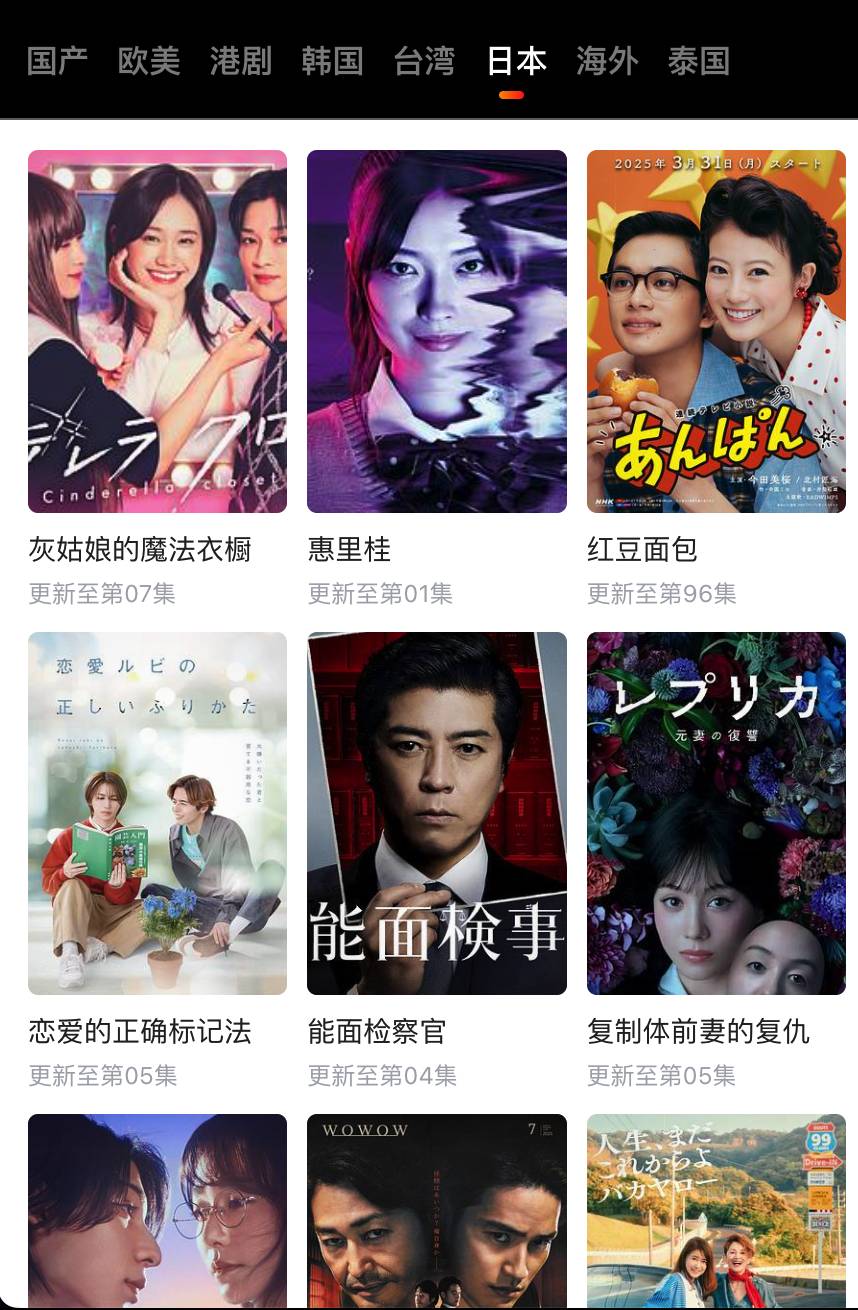 国产 欧美 港剧 韩国 台湾 日本 海外 泰国
デレラ クロ
Cinderella closet
?
2025年 3月31日(月) スタート
連続テレビ小説
あんぱん
主演・今田美桜 / 北村匠海
NHK
灰姑娘的魔法衣橱 惠里桂 红豆面包
更新至第07集 更新至第01集 更新至第96集
恋愛ルビの
正しいふりかた
園芸入門
能面検事
レプリカ
元妻の復讐
恋爱的正确标记法 能面检察官 复制体前妻的复仇
更新至第05集 更新至第04集 更新至第05集
WOWOW
7
人生、まだ
これからよ
バカヤロー
99
Drive-IN